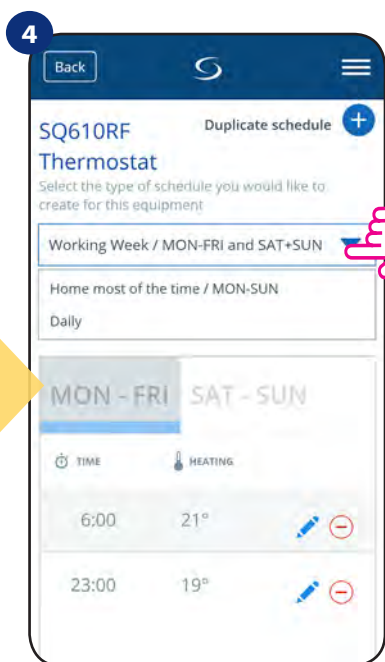 4
Back
SQ610RF
Thermostat
Duplicate schedule
Select the type of schedule you would like to
create for this equipment
Working Week / MON-FRI and SAT+SUN
Home most of the time / MON-SUN
Daily
MON - FRI SAT - SUN
TIME HEATING
6:00 21°
23:00 19°